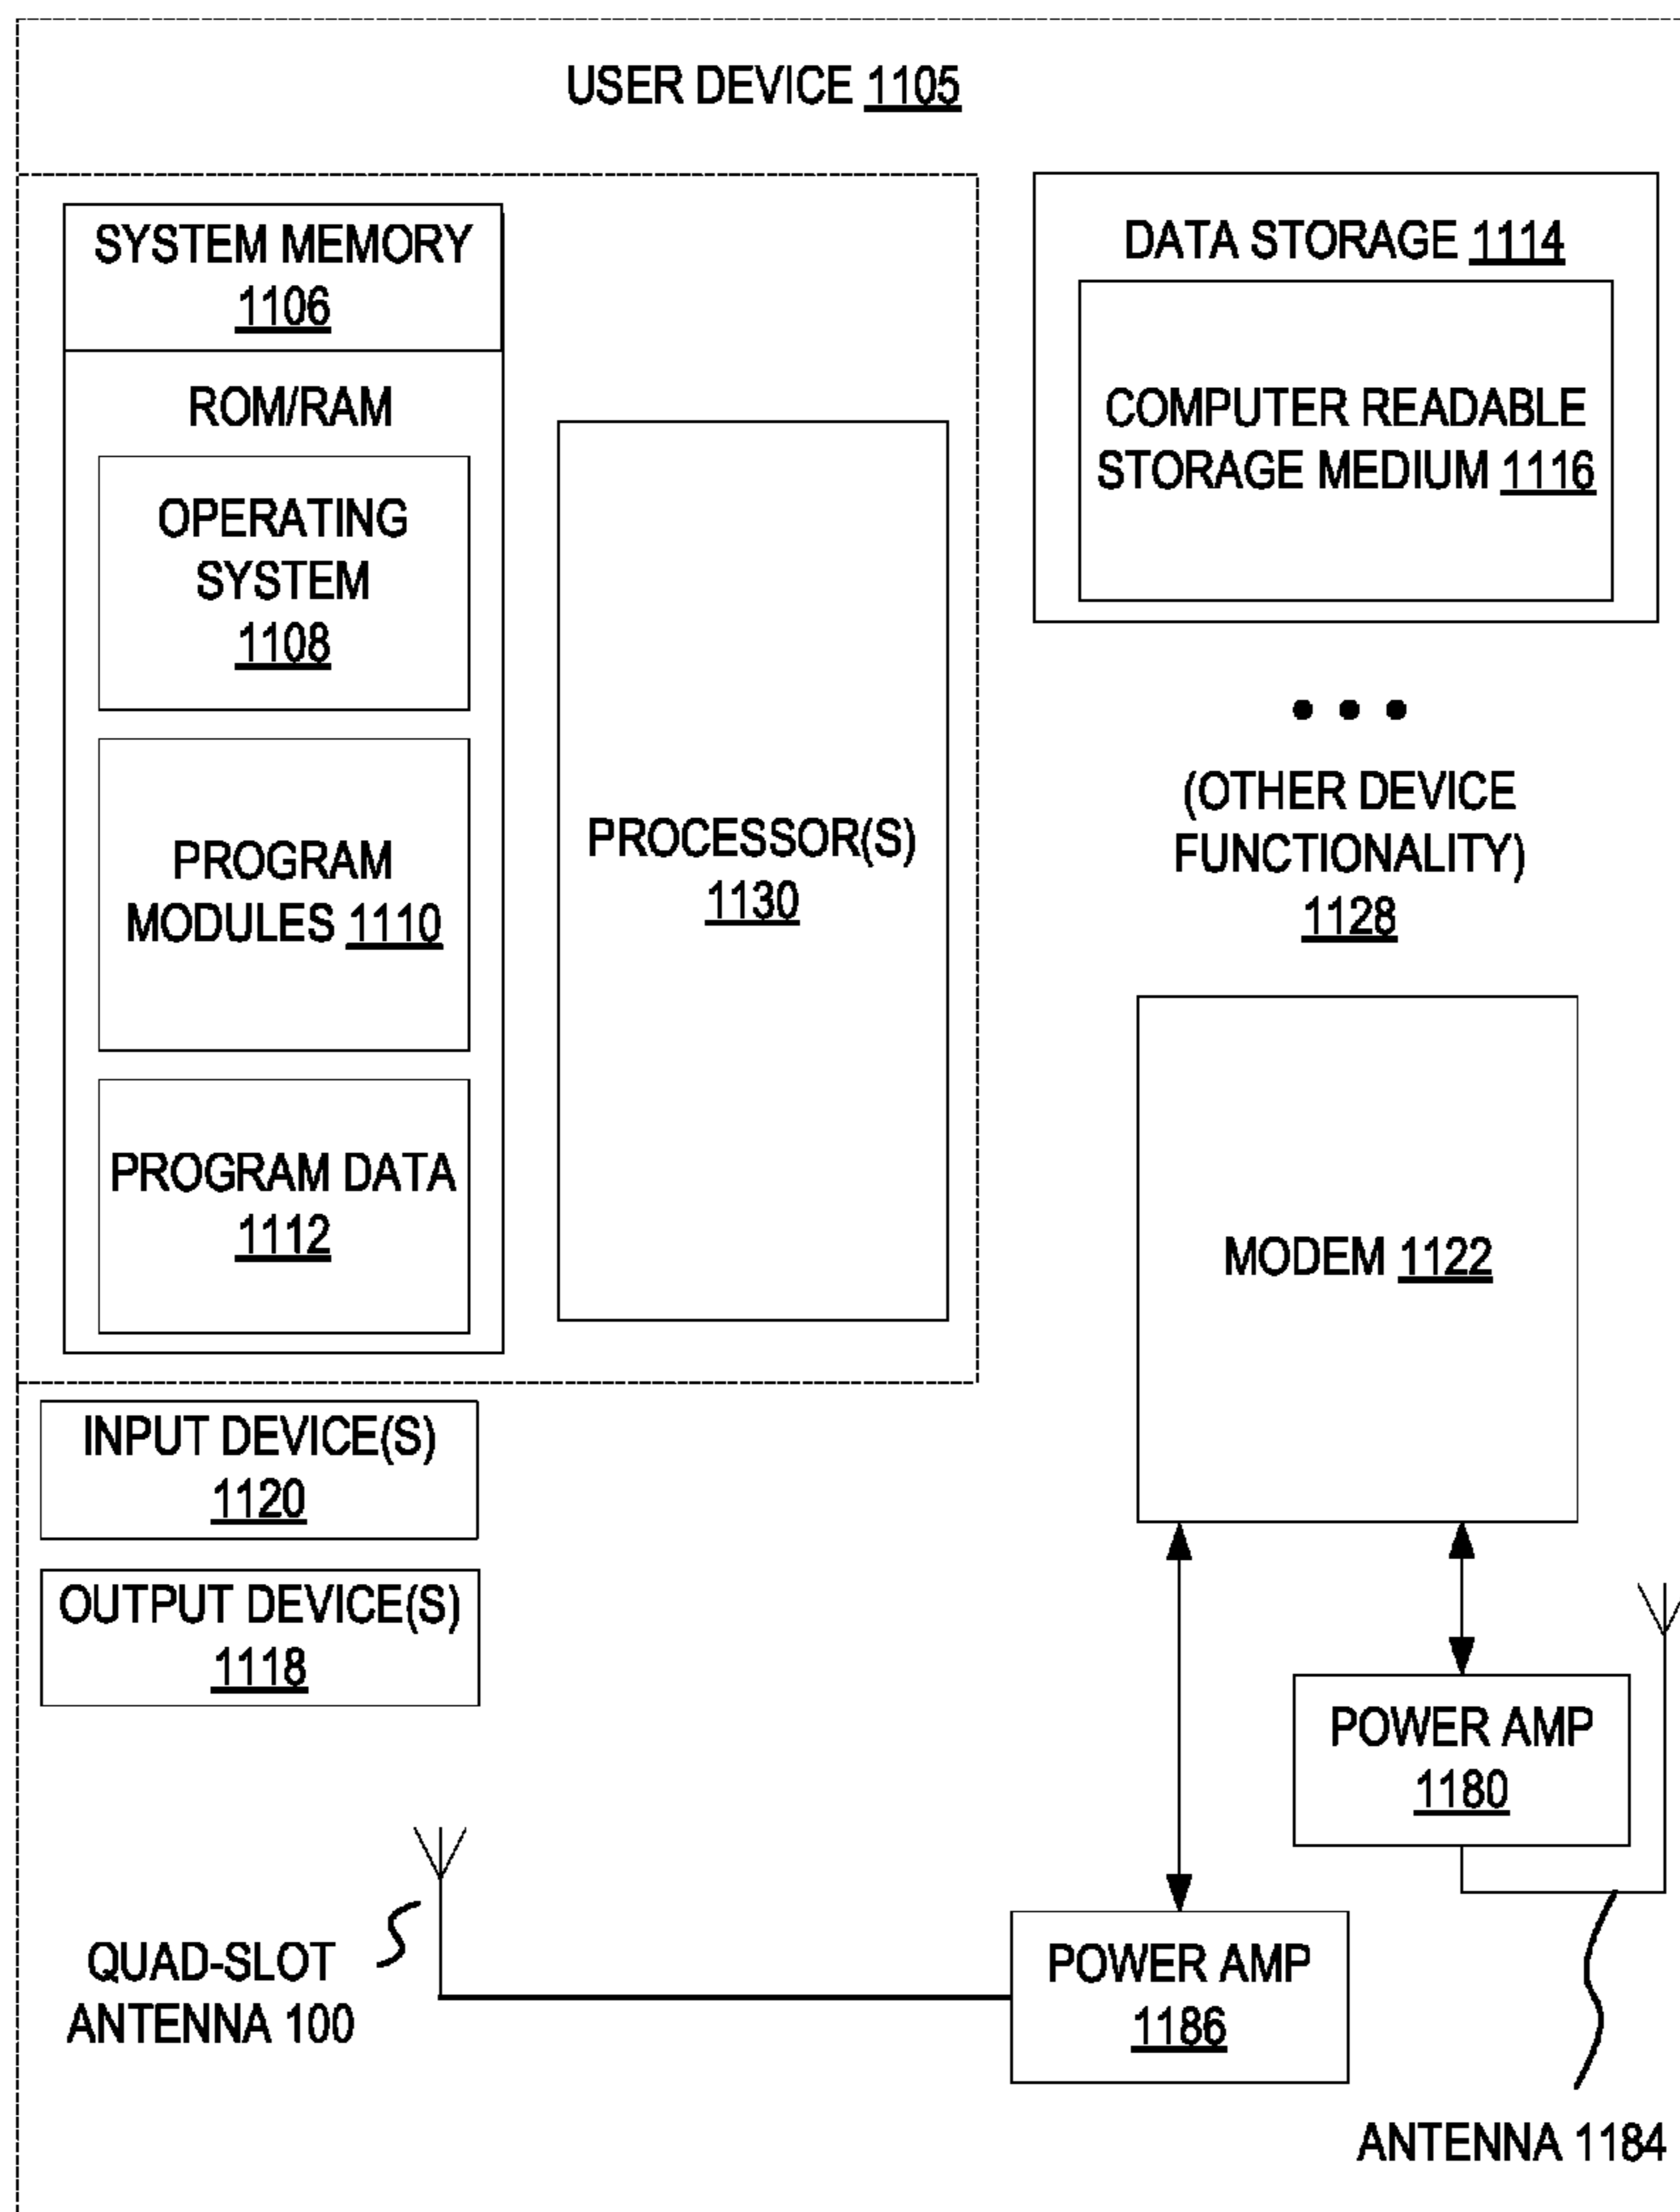 USER DEVICE 1105
SYSTEM MEMORY
1106
ROM/RAM
OPERATING
SYSTEM
1108
PROGRAM
MODULES 1110
PROGRAM DATA
1112
PROCESSOR(S)
1130
DATA STORAGE 1114
COMPUTER READABLE
STORAGE MEDIUM 1116
(OTHER DEVICE
FUNCTIONALITY)
1128
MODEM 1122
INPUT DEVICE(S)
1120
OUTPUT DEVICE(S)
1118
POWER AMP
1180
QUAD-SLOT
ANTENNA 100
POWER AMP
1186
ANTENNA 1184